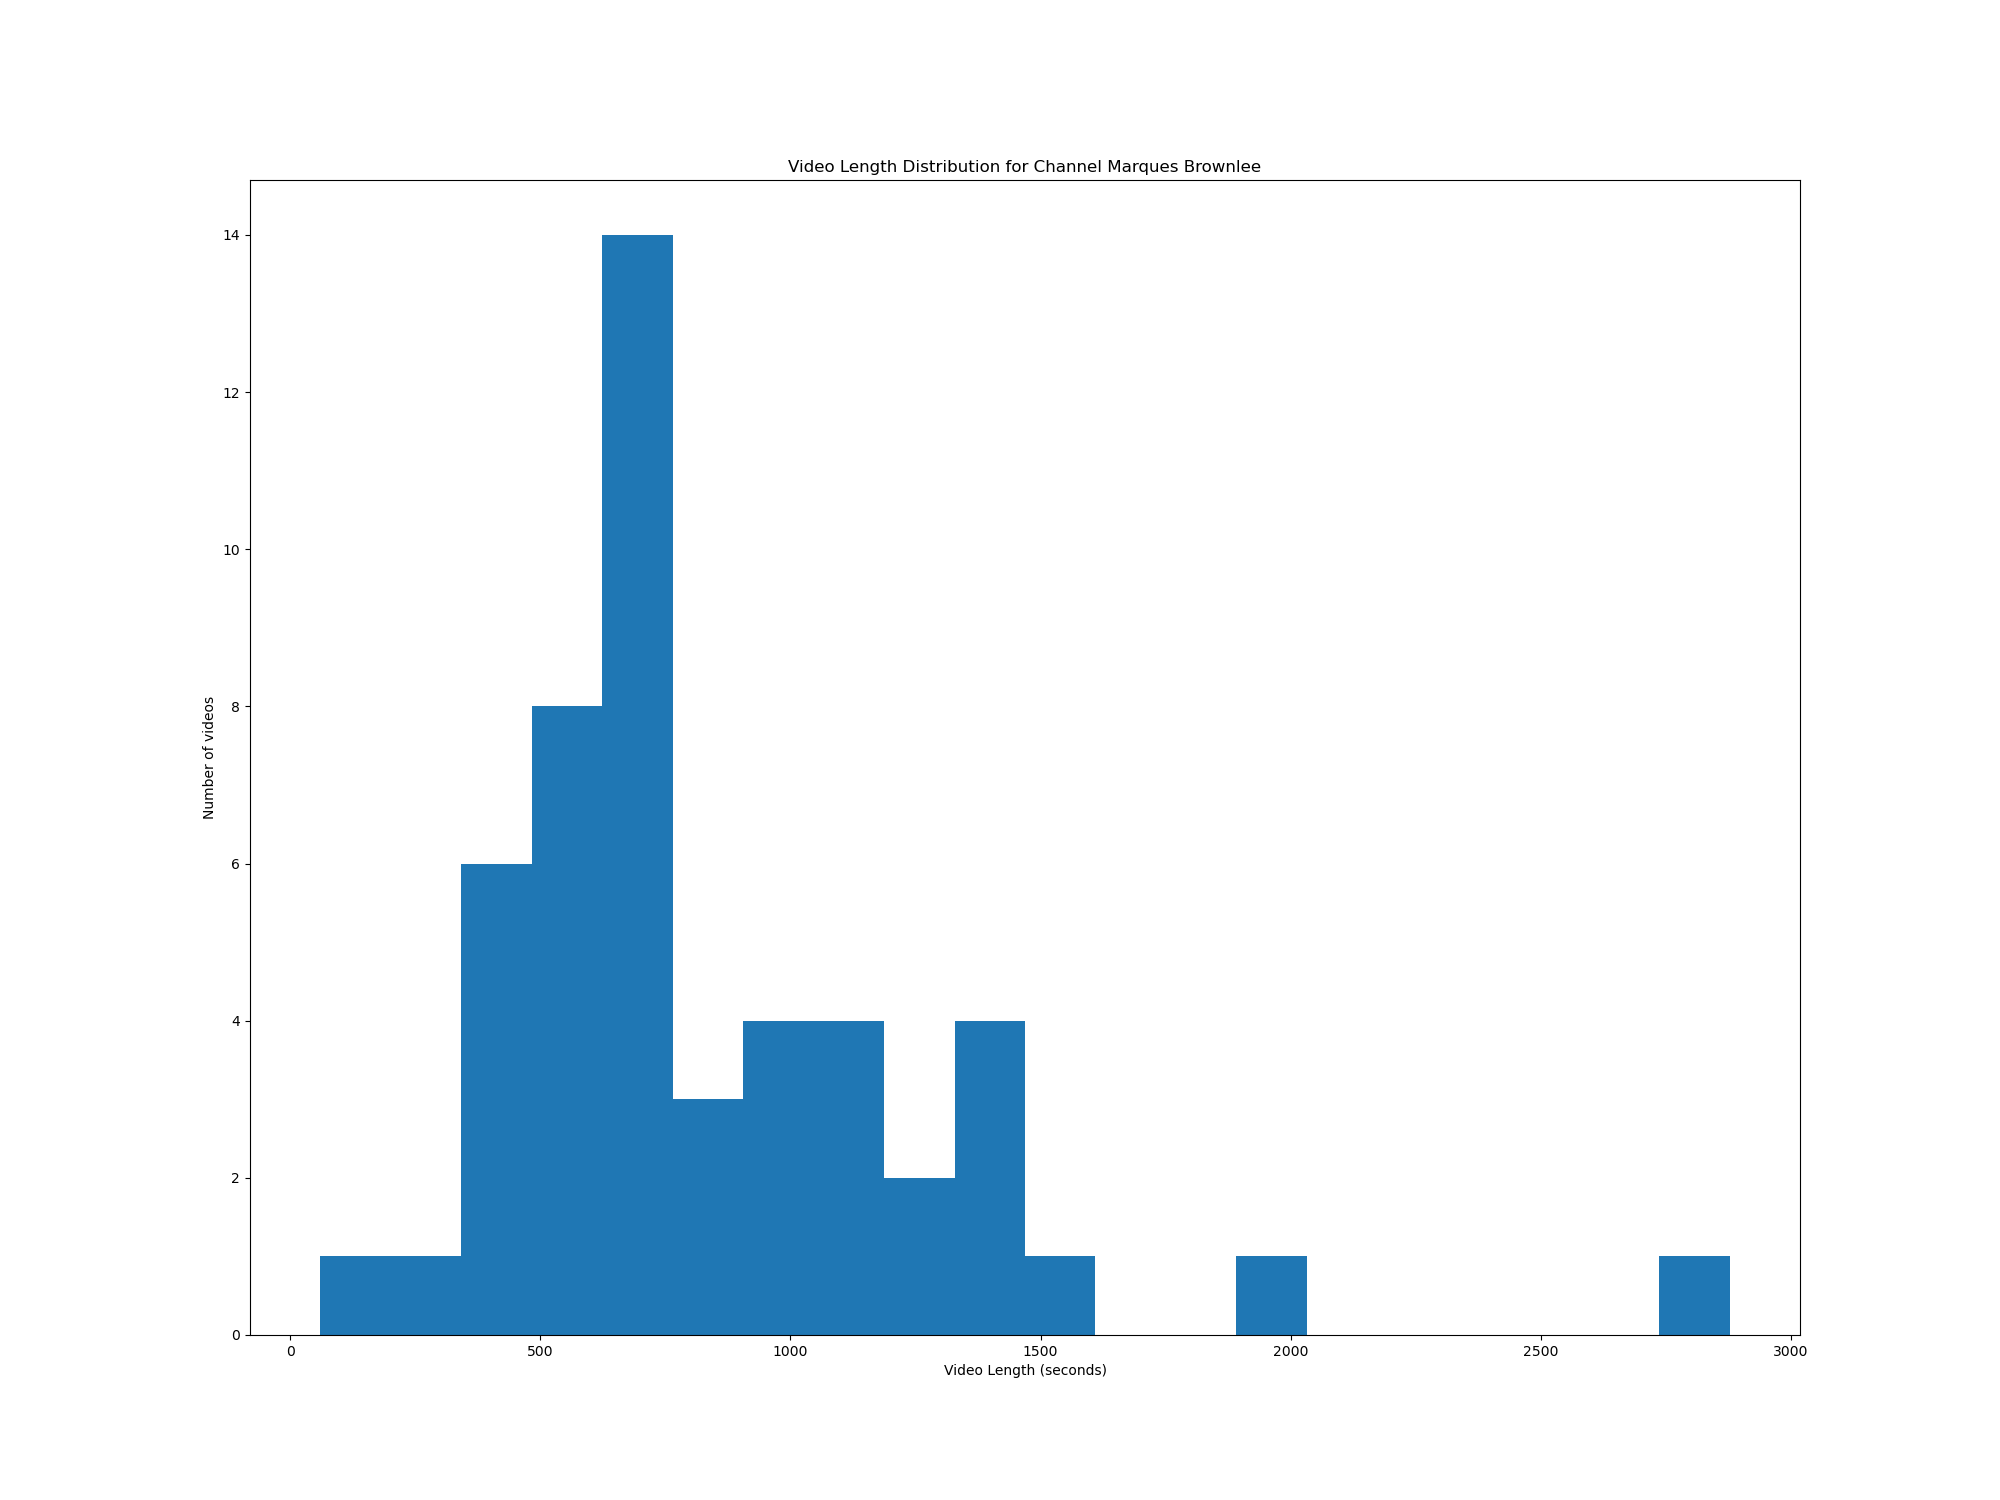 Video Length Distribution for Channel Marques Brownlee
14
12
10
8
6
4
2
0
Number of videos
0 500 1000 1500 2000 2500 3000
Video Length (seconds)